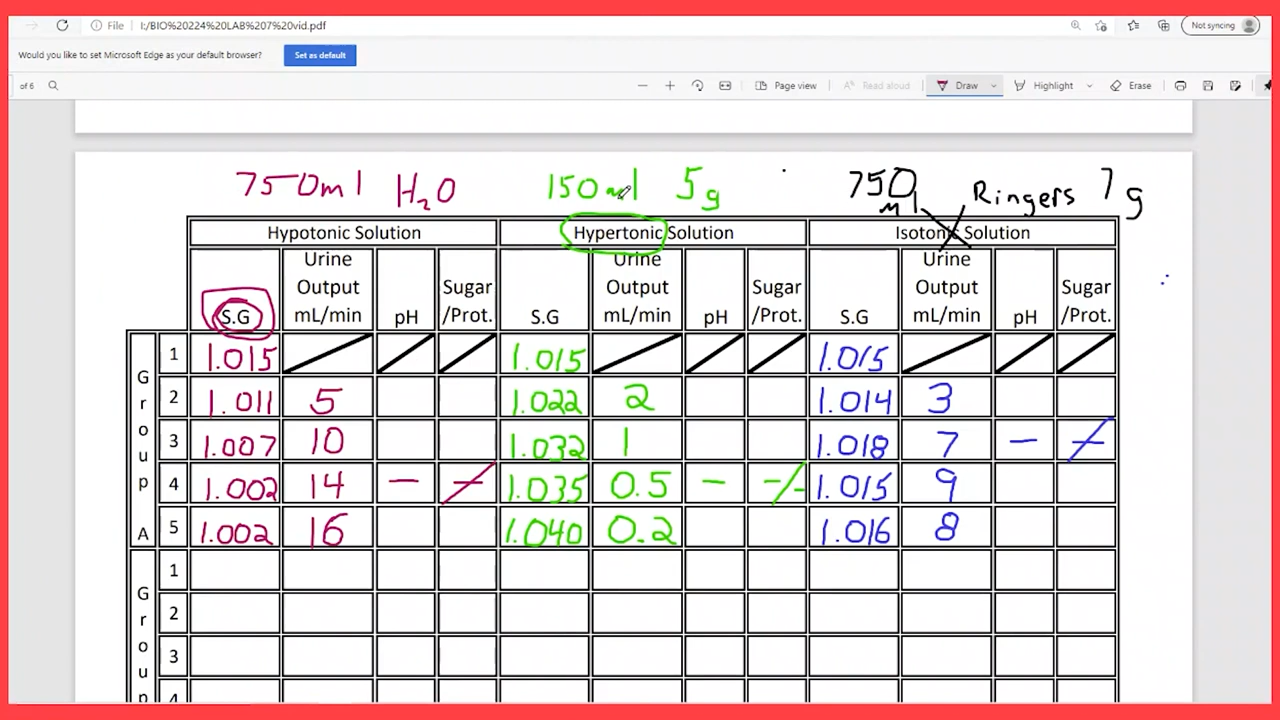 File I:/BIO%20224%20LAB%207%20vid.pdf Not syncing
Would you like to set Microsoft Edge as your default browser? Set as default
of 6 Page view Read aloud Draw Highlight Erase
750ml H₂O 150ml 5g 750 ml Ringers 7g
Hypotonic Solution Hypertonic Solution Isotonic Solution
S.G Urine Output mL/min pH Sugar /Prot. S.G Urine Output mL/min pH Sugar /Prot. S.G Urine Output mL/min pH Sugar /Prot.
Group A
1 1.015 1.015 1.015
2 1.011 5 1.022 2 1.014 3
3 1.007 10 1.032 1 1.018 7 – -/-
4 1.002 14 – -/- 1.035 0.5 – -/- 1.015 9
5 1.002 16 1.040 0.2 1.016 8
Group
1
2
3
4